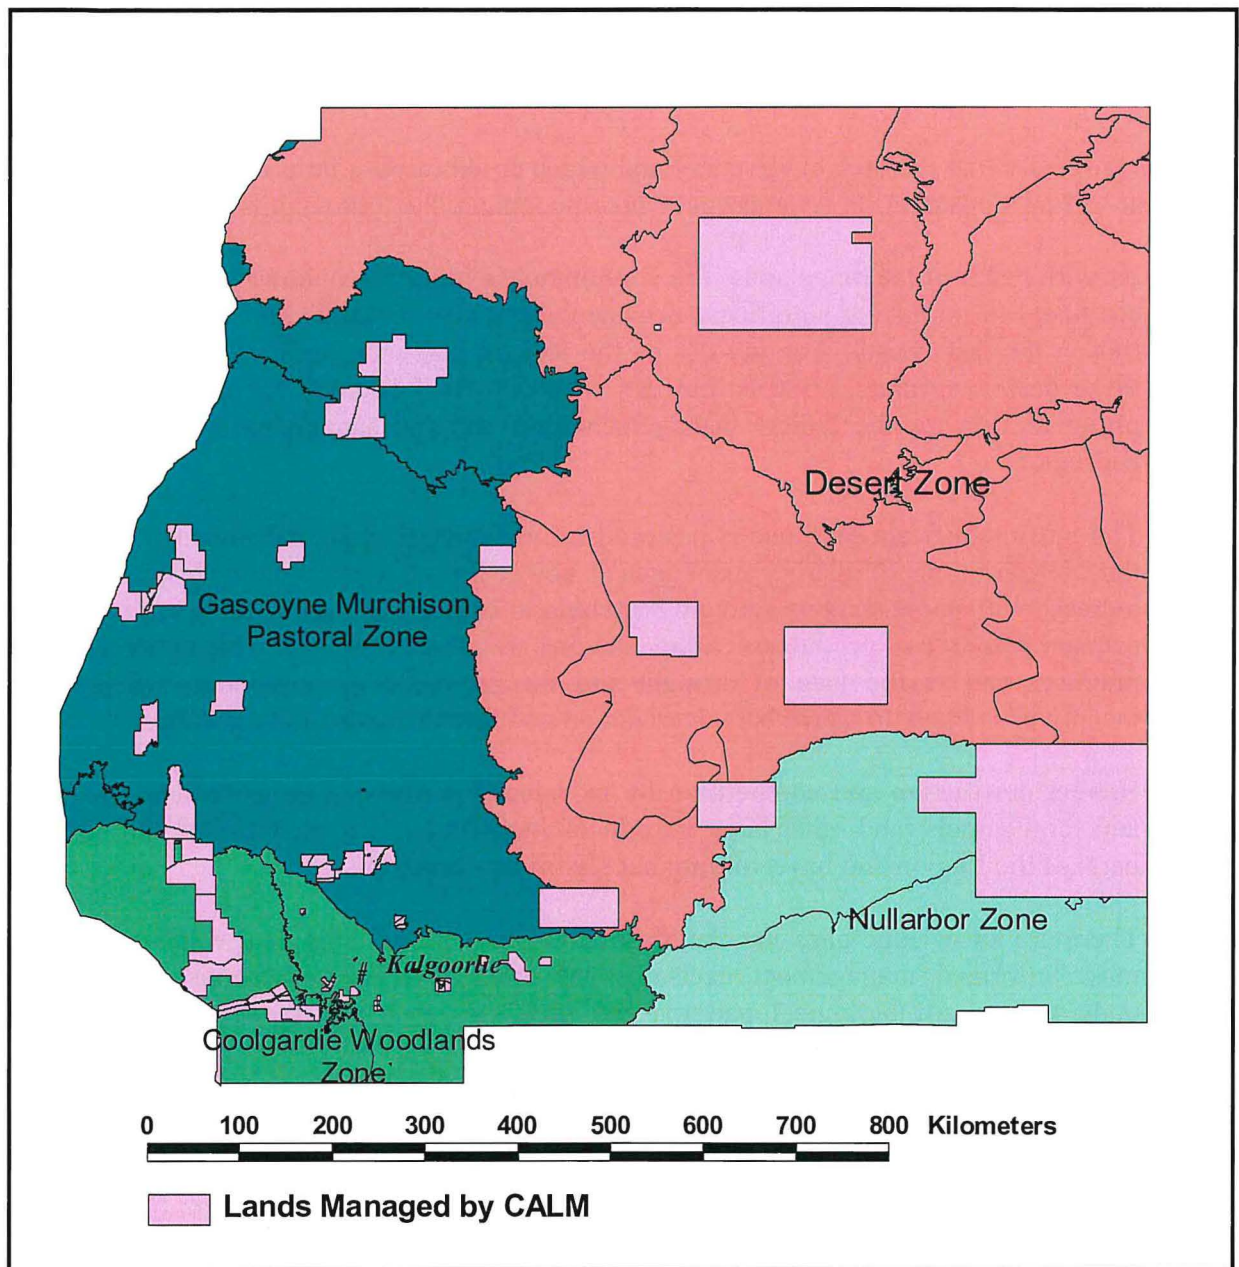 Desert Zone
Gascoyne Murchison
Pastoral Zone
Nullarbor Zone
Kalgoorlie
Coolgardie Woodlands
Zone
0 100 200 300 400 500 600 700 800 Kilometers
Lands Managed by CALM